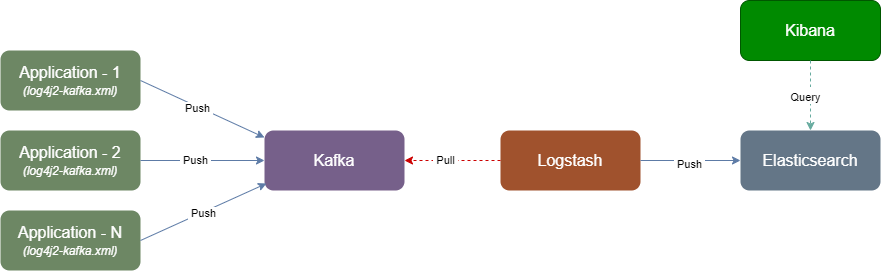 Kibana
Application - 1
(log4j2-kafka.xml)
Push
Query
Application - 2
(log4j2-kafka.xml)
Push
Kafka
Pull
Logstash
Push
Elasticsearch
Push
Application - N
(log4j2-kafka.xml)